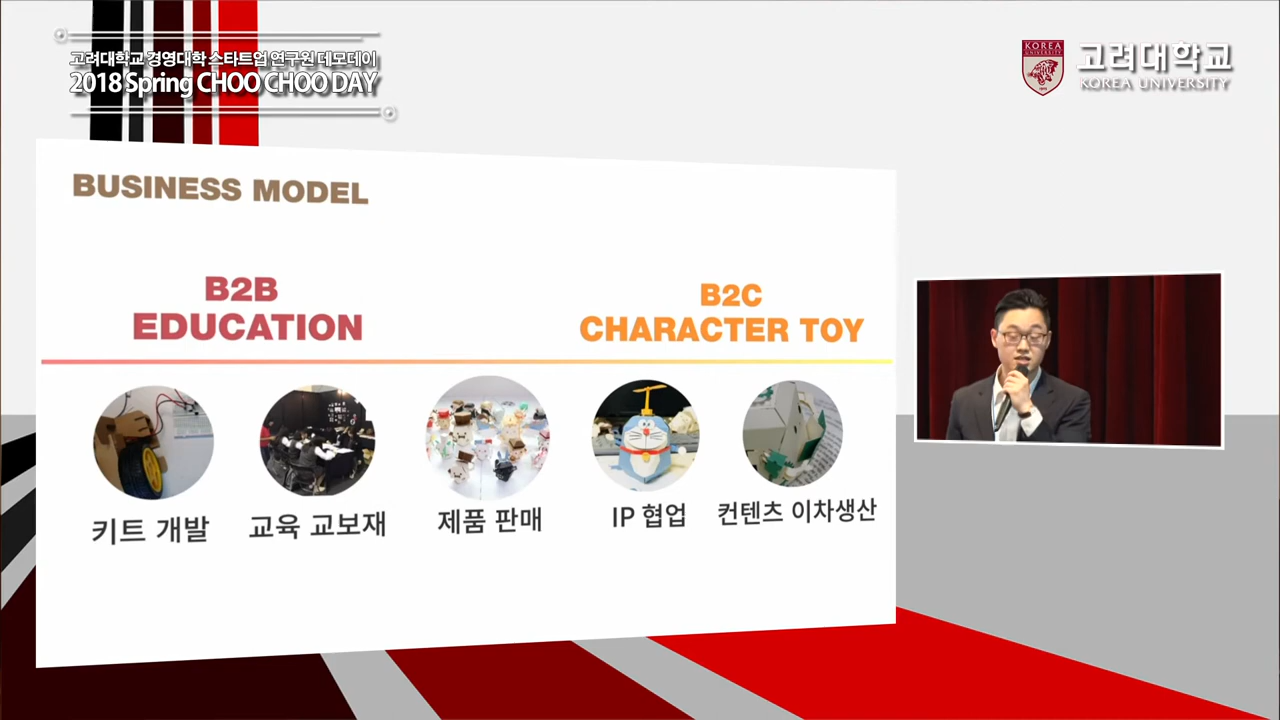 고려대학교 경영대학 스타트업 연구원 데모데이
2018 Spring CHOO CHOO DAY
KOREA
UNIVERSITY
1905
고려대학교
KOREA UNIVERSITY
BUSINESS MODEL
B2B
EDUCATION
B2C
CHARACTER TOY
키트 개발
교육 교보재
제품 판매
IP 협업
컨텐츠 이차생산